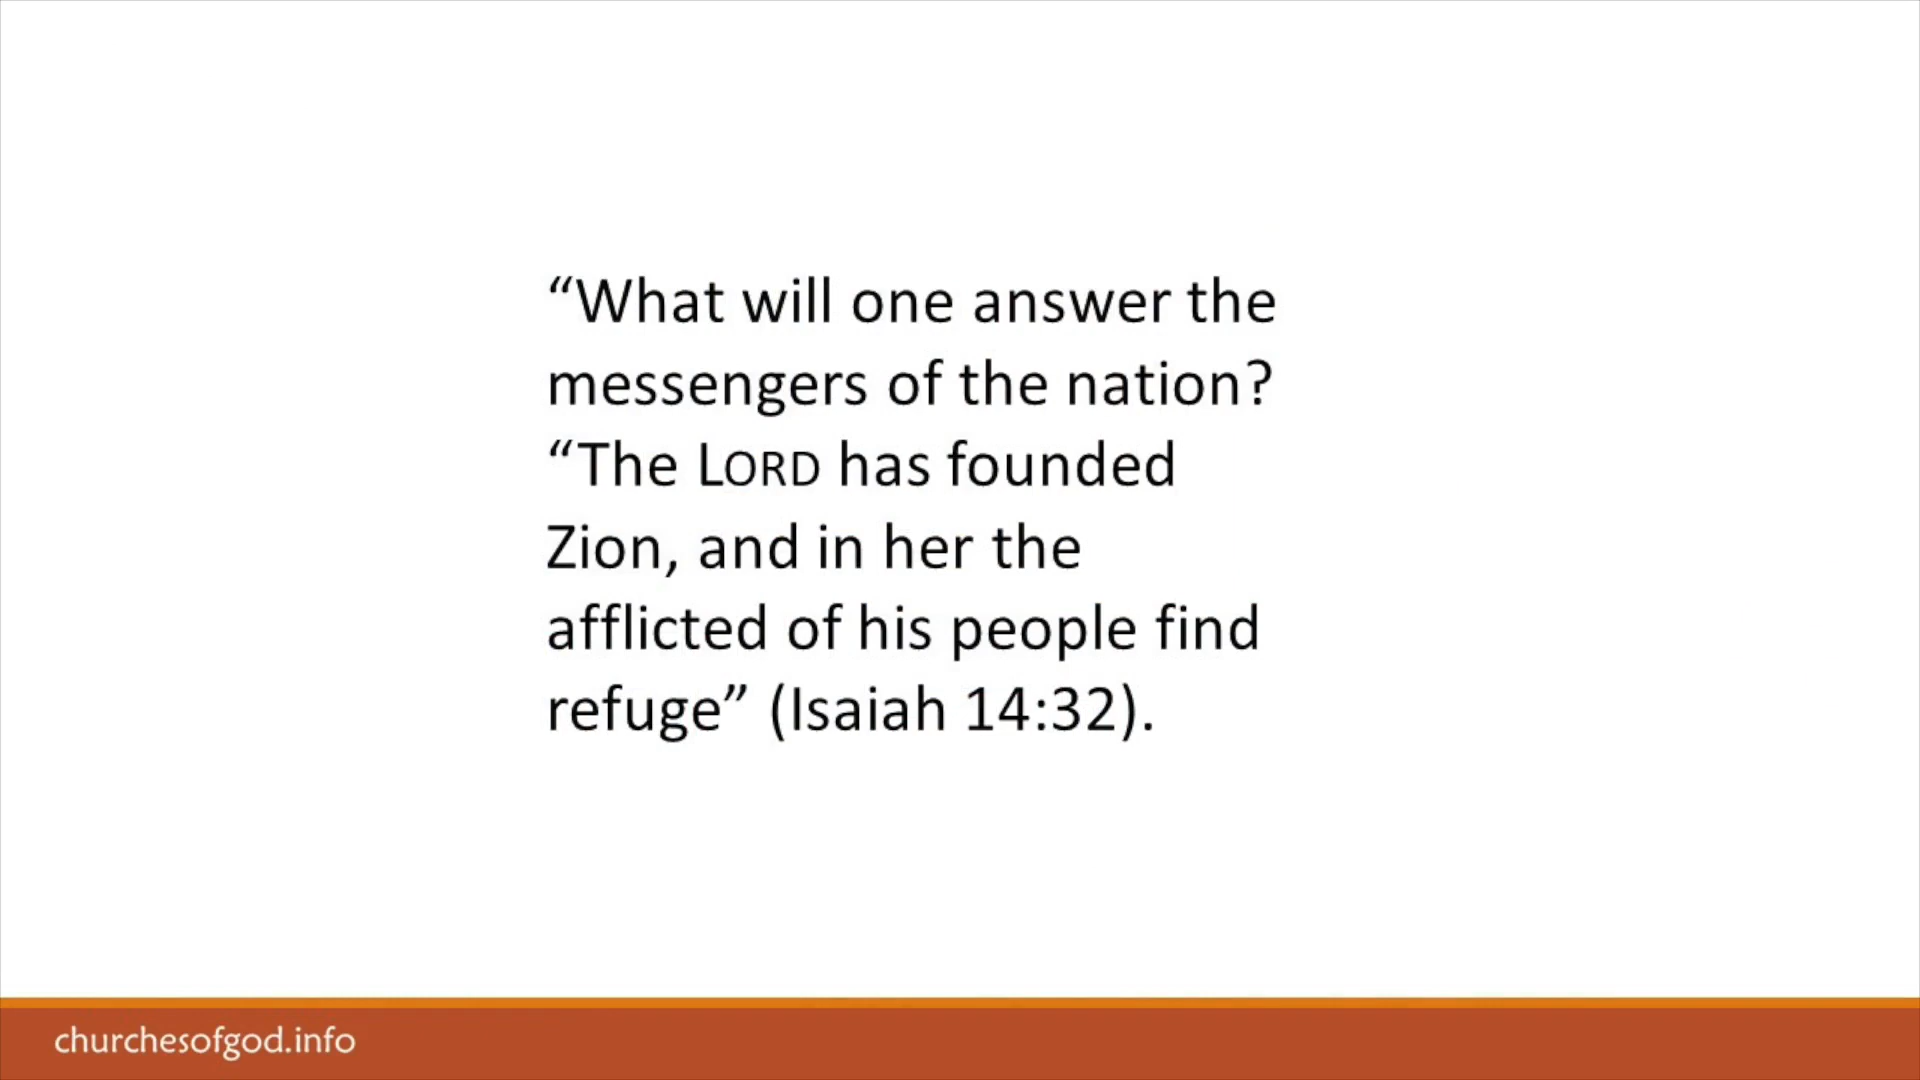 “What will one answer the
messengers of the nation?
“The LORD has founded
Zion, and in her the
afflicted of his people find
refuge” (Isaiah 14:32).
churchesofgod.info